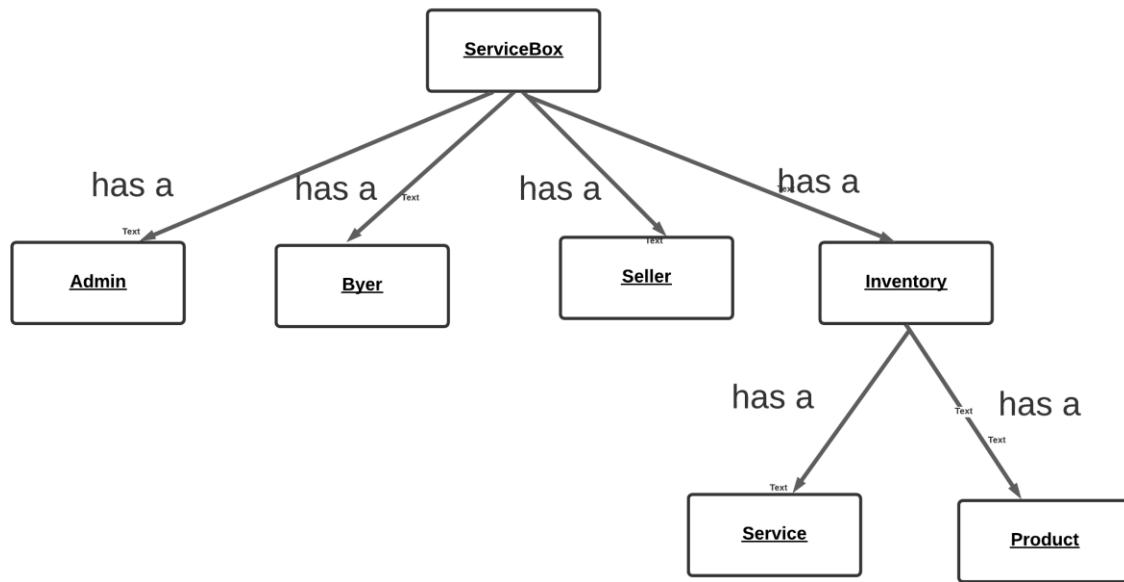 ServiceBox
has a
has a
has a
has a
Text
Text
Text
Text
Admin
Byer
Seller
Inventory
has a
has a
Text
Text
Text
Service
Product